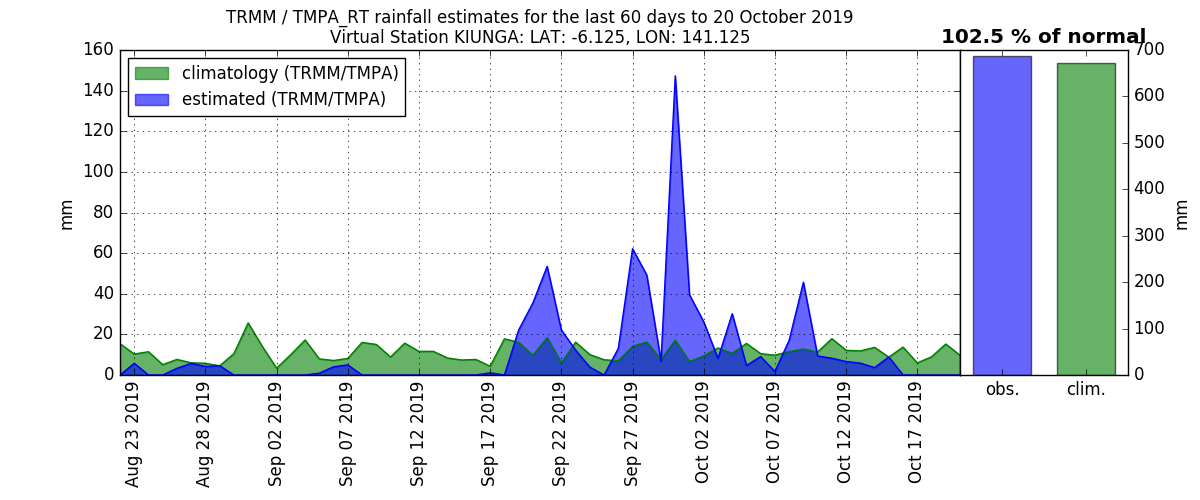 TRMM / TMPA_RT rainfall estimates for the last 60 days to 20 October 2019
Virtual Station KIUNGA: LAT: -6.125, LON: 141.125
102.5 % of normal
climatology (TRMM/TMPA)
estimated (TRMM/TMPA)
mm
160
140
120
100
80
60
40
20
0
Aug 23 2019
Aug 28 2019
Sep 02 2019
Sep 07 2019
Sep 12 2019
Sep 17 2019
Sep 22 2019
Sep 27 2019
Oct 02 2019
Oct 07 2019
Oct 12 2019
Oct 17 2019
obs.
clim.
700
600
500
400
300
200
100
0
mm